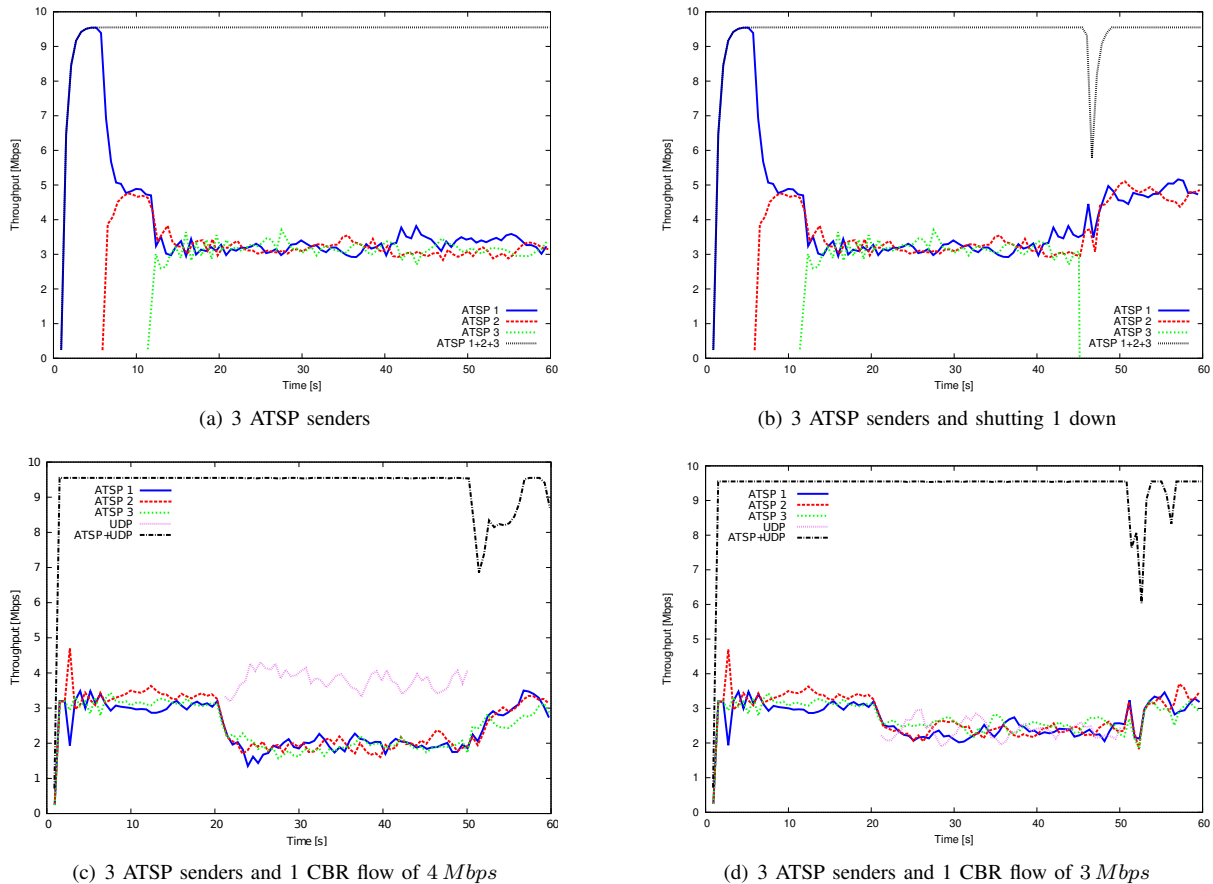 10
9
8
7
6
5
4
3
2
1
0
Throughput [Mbps]
ATSP 1
ATSP 2
ATSP 3
ATSP 1+2+3
0 10 20 30 40 50 60
Time [s]
(a) 3 ATSP senders
10
9
8
7
6
5
4
3
2
1
0
Throughput [Mbps]
ATSP 1
ATSP 2
ATSP 3
ATSP 1+2+3
0 10 20 30 40 50 60
Time [s]
(b) 3 ATSP senders and shutting 1 down
10
9
8
7
6
5
4
3
2
1
0
Throughput [Mbps]
ATSP 1
ATSP 2
ATSP 3
UDP
ATSP+UDP
0 10 20 30 40 50 60
Time [s]
(c) 3 ATSP senders and 1 CBR flow of 4 Mbps
10
9
8
7
6
5
4
3
2
1
0
Throughput [Mbps]
ATSP 1
ATSP 2
ATSP 3
UDP
ATSP+UDP
0 10 20 30 40 50 60
Time [s]
(d) 3 ATSP senders and 1 CBR flow of 3 Mbps